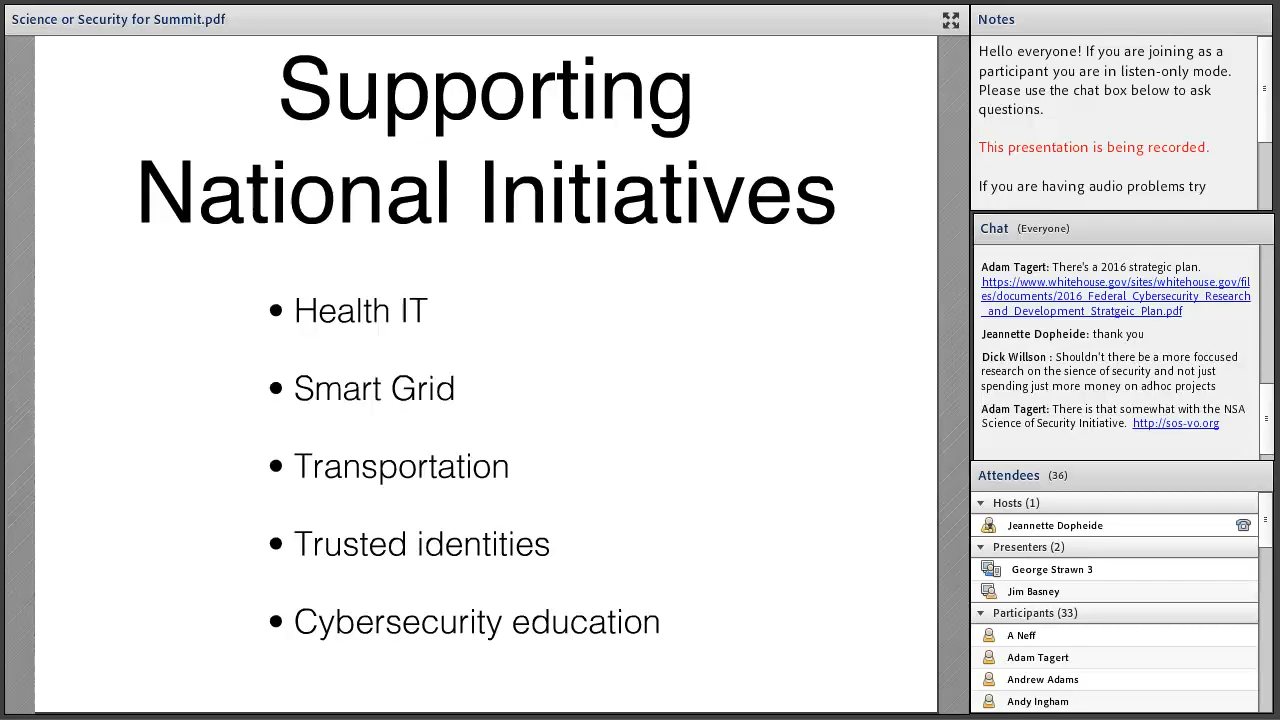 Science or Security for Summit.pdf
Supporting
National Initiatives
• Health IT
• Smart Grid
• Transportation
• Trusted identities
• Cybersecurity education
Notes
Hello everyone! If you are joining as a
participant you are in listen-only mode.
Please use the chat box below to ask
questions.
This presentation is being recorded.
If you are having audio problems try
Chat (Everyone)
Adam Tagert: There's a 2016 strategic plan.
https://www.whitehouse.gov/sites/whitehouse.gov/fil
es/documents/2016_Federal_Cybersecurity_Research
_and_Development_Stratgeic_Plan.pdf
Jeannette Dopheide: thank you
Dick Willson : Shouldn't there be a more foccused
research on the sience of security and not just
spending just more money on adhoc projects
Adam Tagert: There is that somewhat with the NSA
Science of Security Initiative. http://sos-vo.org
Attendees (36)
Hosts (1)
Jeannette Dopheide
Presenters (2)
George Strawn 3
Jim Basney
Participants (33)
A Neff
Adam Tagert
Andrew Adams
Andy Ingham